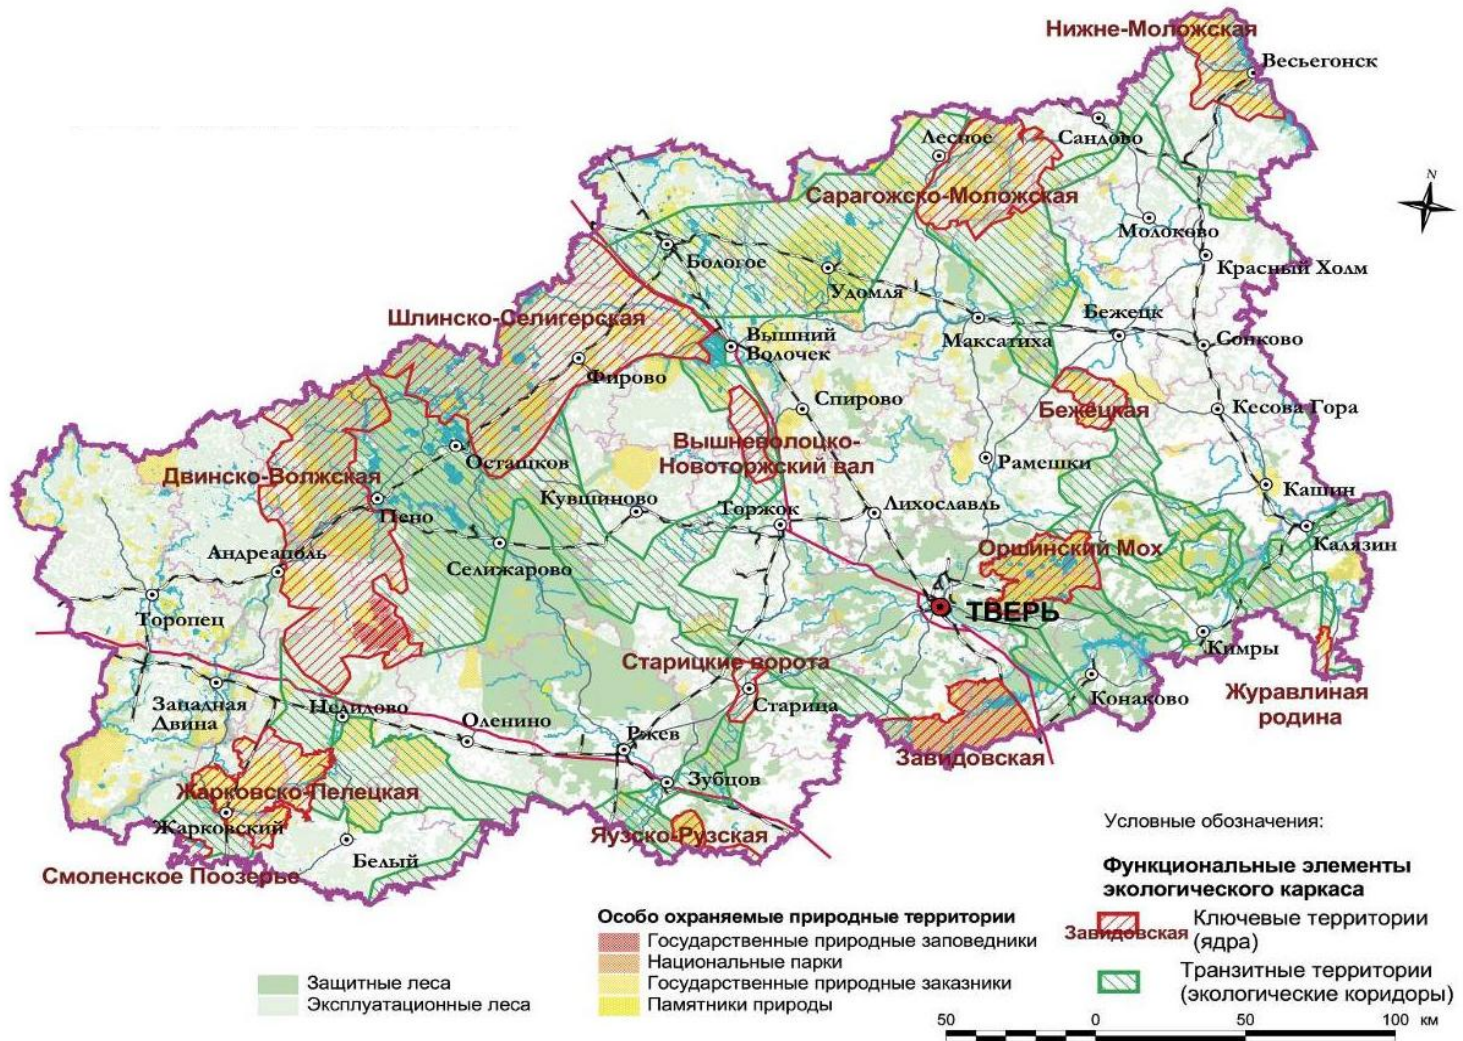 Нижне-Моложская
Весьегонск
Лесное
Сандово
N
Сарагожско-Моложская
Молоково
Бологое
Красный Холм
Удомля
Шлинско-Селигерская
Бежецк
Вышний
Волочек
Максатиха
Сонково
Фирово
Спирово
Бежецкая
Кесова Гора
Вышневолоцко-
Новоторжский вал
Осташков
Рамешки
Двинско-Волжская
Кашин
Кувшиново
Пено
Торжок
Лихославль
Калязин
Андреаполь
Оршинский Мох
Селижарово
Торопец
ТВЕРЬ
Кимры
Старицкие ворота
Западная
Двина
Нелидово
Старица
Конаково
Журавлиная
родина
Оленино
Ржев
Завидовская
Зубцов
Жарковско-Пелецкая
Жарковский
Яузско-Рузская
Белый
Смоленское Поозерье
Условные обозначения:
Функциональные элементы
экологического каркаса
Завидовская
Ключевые территории
(ядра)
Транзитные территории
(экологические коридоры)
Особо охраняемые природные территории
Государственные природные заповедники
Национальные парки
Государственные природные заказники
Памятники природы
Защитные леса
Эксплуатационные леса
50 0 50 100 км